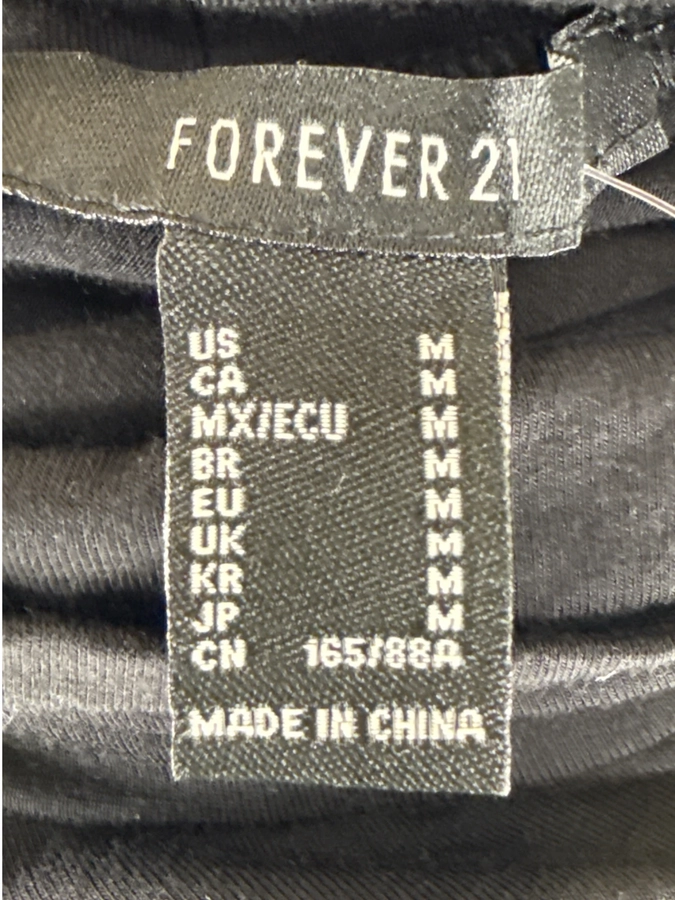 FOREVER 21
US M
CA M
MX/ECU M
BR M
EU M
UK M
KR M
JP M
CN 165/88A
MADE IN CHINA